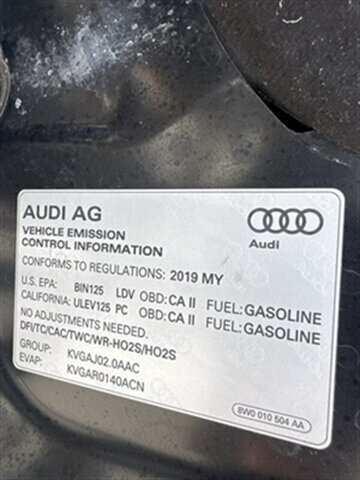 AUDI AG
Audi
VEHICLE EMISSION
CONTROL INFORMATION
CONFORMS TO REGULATIONS: 2019 MY
U.S. EPA: BIN125 LDV OBD:CA II FUEL:GASOLINE
CALIFORNIA: ULEV125 PC OBD:CA II FUEL:GASOLINE
NO ADJUSTMENTS NEEDED.
DFI/TC/CAC/TWC/WR-HO2S/HO2S
GROUP: KVGAJ02.0AAC
EVAP: KVGAR0140ACN
8W0 010 504 AA